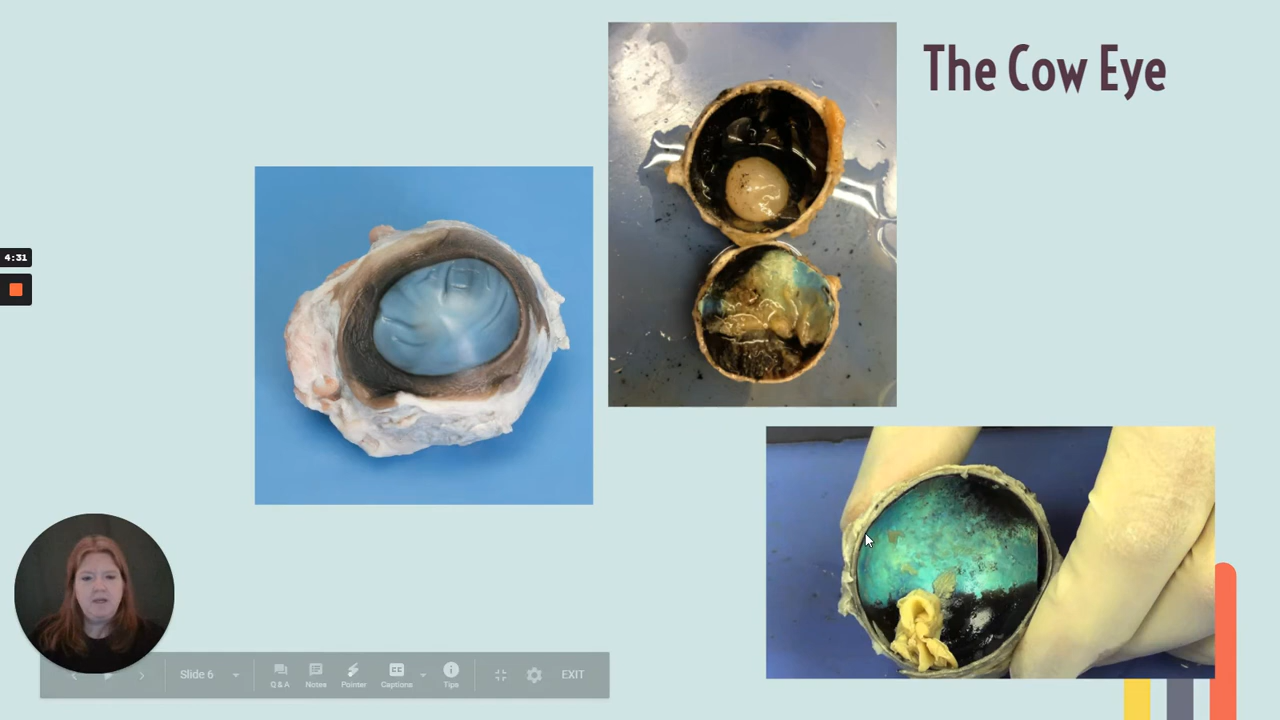 The Cow Eye
4:31
Slide 6
Q & A
Notes
Pointer
Captions
Tips
EXIT